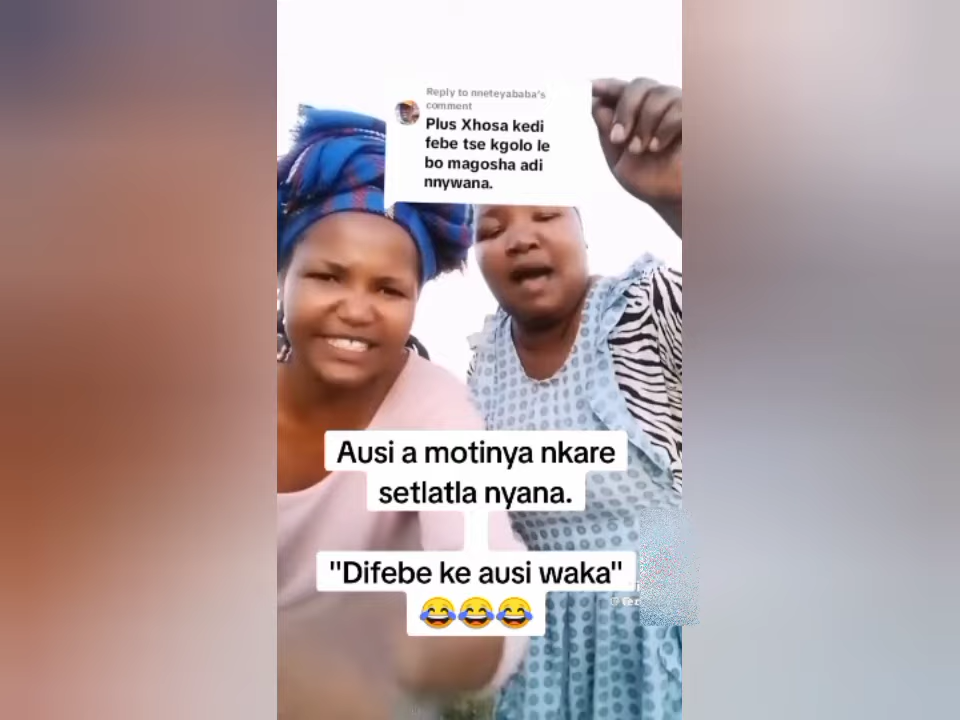 Reply to nneteyababa's
comment
Plus Xhosa kedi
febe tse kgolo le
bo magosha adi
nnywana.
Ausi a motinya nkare
setlatla nyana.
"Difebe ke ausi waka"
😂😂😂